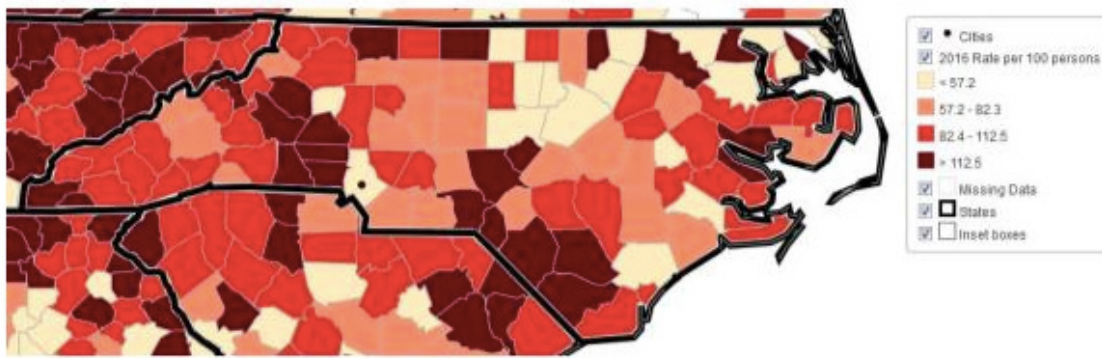 Cities
2016 Rate per 100 persons
< 57.2
57.2 - 82.3
82.4 - 112.5
> 112.5
Missing Data
States
Inset boxes